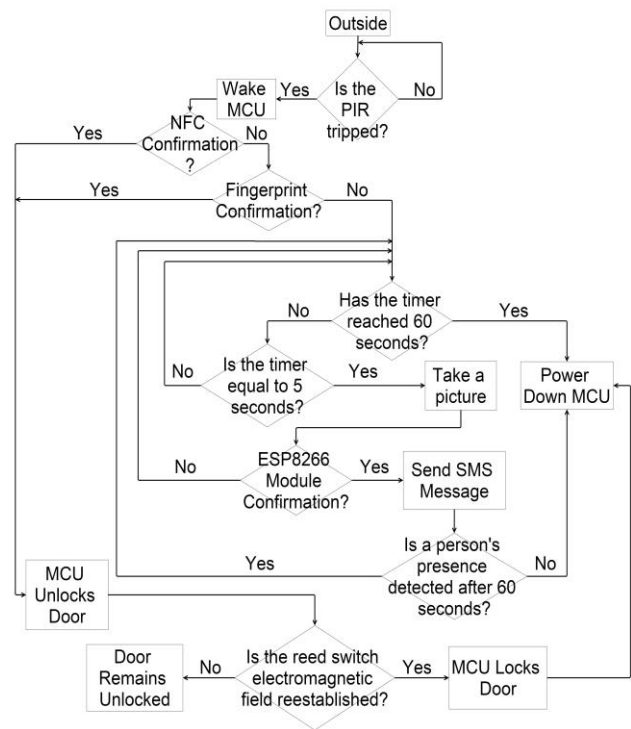 Outside
Is the
PIR
tripped?
Yes
No
Wake
MCU
NFC
Confirmation
?
Yes
No
Fingerprint
Confirmation?
Yes
No
Has the timer
reached 60
seconds?
No
Yes
Is the timer
equal to 5
seconds?
No
Yes
Take a
picture
Power
Down MCU
ESP8266
Module
Confirmation?
No
Yes
Send SMS
Message
Is a person's
presence
detected after 60
seconds?
Yes
No
MCU
Unlocks
Door
Is the reed switch
electromagnetic
field reestablished?
No
Yes
Door
Remains
Unlocked
MCU Locks
Door